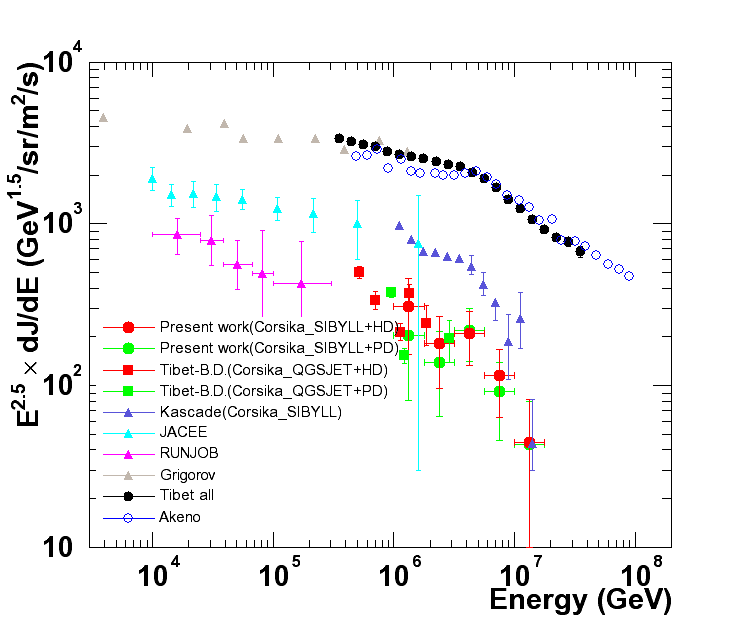 10^4
10^3
10^2
10
E^2.5 × dJ/dE (GeV^1.5/sr/m^2/s)
Present work(Corsika_SIBYLL+HD)
Present work(Corsika_SIBYLL+PD)
Tibet-B.D.(Corsika_QGSJET+HD)
Tibet-B.D.(Corsika_QGSJET+PD)
Kascade(Corsika_SIBYLL)
JACEE
RUNJOB
Grigorov
Tibet all
Akeno
10^4 10^5 10^6 10^7 10^8
Energy (GeV)